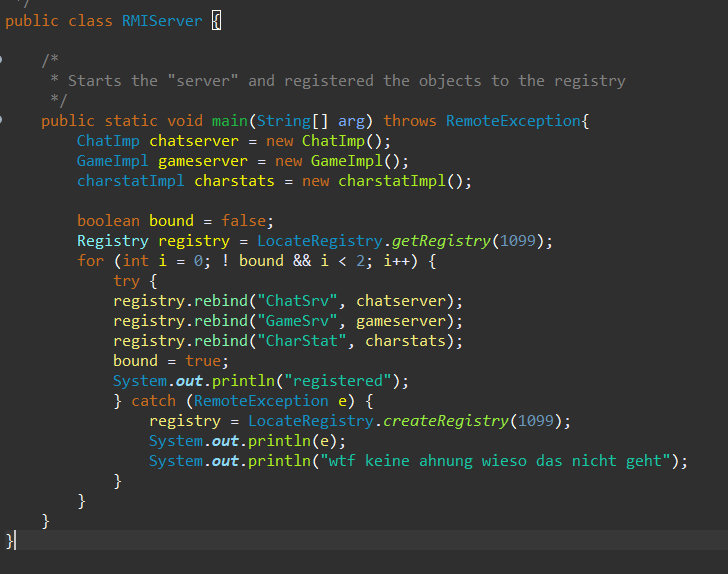 */
public class RMIServer {
/*
* Starts the "server" and registered the objects to the registry
*/
public static void main(String[] arg) throws RemoteException{
ChatImp chatserver = new ChatImp();
GameImpl gameserver = new GameImpl();
charstatImpl charstats = new charstatImpl();
boolean bound = false;
Registry registry = LocateRegistry.getRegistry(1099);
for (int i = 0; ! bound && i < 2; i++) {
try {
registry.rebind("ChatSrv", chatserver);
registry.rebind("GameSrv", gameserver);
registry.rebind("CharStat", charstats);
bound = true;
System.out.println("registered");
} catch (RemoteException e) {
registry = LocateRegistry.createRegistry(1099);
System.out.println(e);
System.out.println("wtf keine ahnung wieso das nicht geht");
}
}
}
}